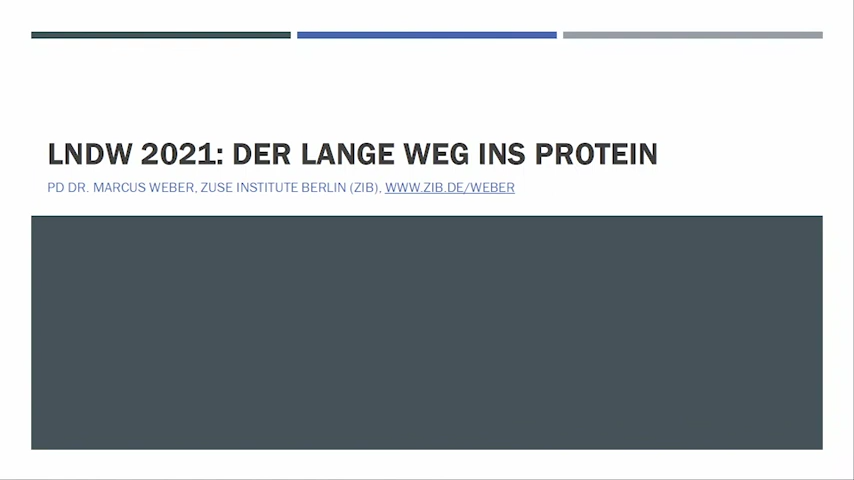 LNDW 2021: DER LANGE WEG INS PROTEIN
PD DR. MARCUS WEBER, ZUSE INSTITUTE BERLIN (ZIB), WWW.ZIB.DE/WEBER